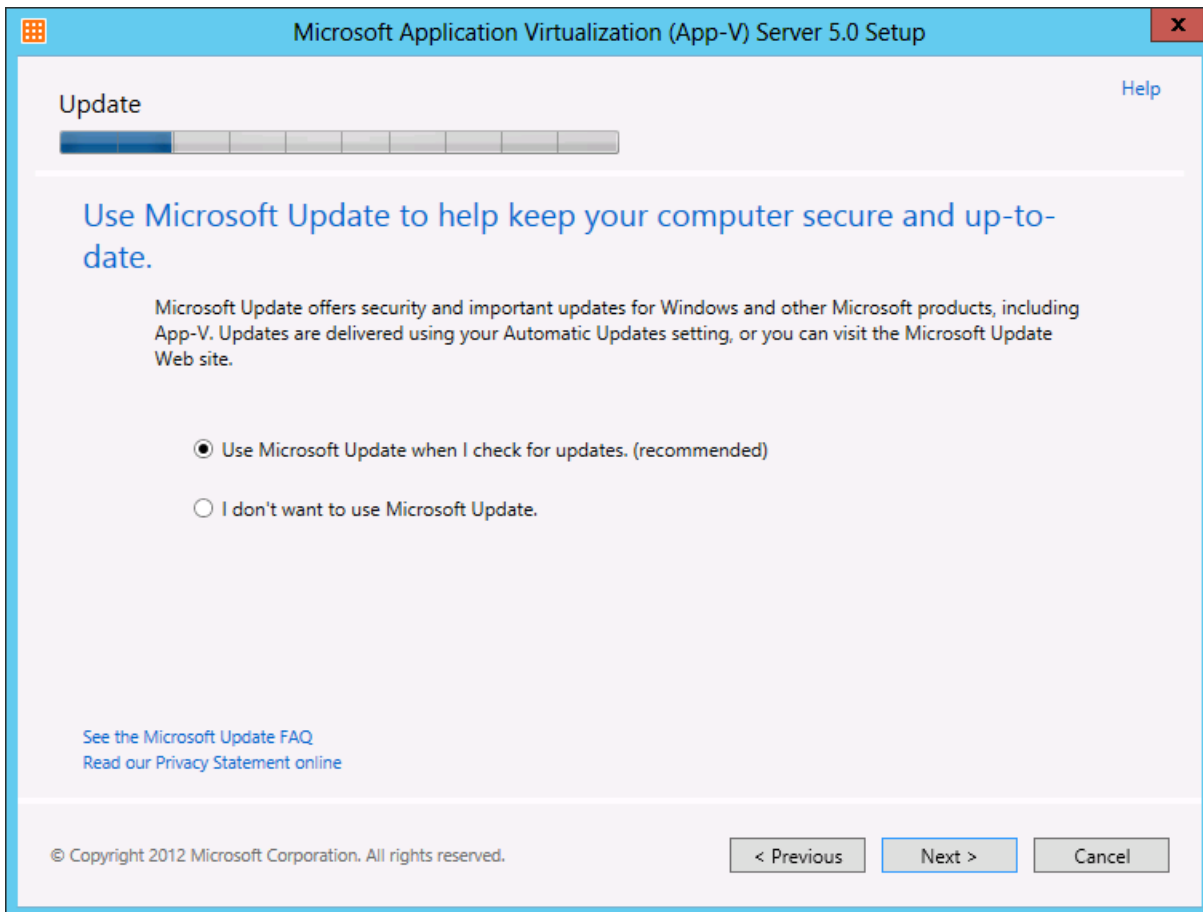 Microsoft Application Virtualization (App-V) Server 5.0 Setup
x
Help
Update
Use Microsoft Update to help keep your computer secure and up-to-
date.
Microsoft Update offers security and important updates for Windows and other Microsoft products, including
App-V. Updates are delivered using your Automatic Updates setting, or you can visit the Microsoft Update
Web site.
Use Microsoft Update when I check for updates. (recommended)
I don't want to use Microsoft Update.
See the Microsoft Update FAQ
Read our Privacy Statement online
© Copyright 2012 Microsoft Corporation. All rights reserved.
< Previous
Next >
Cancel